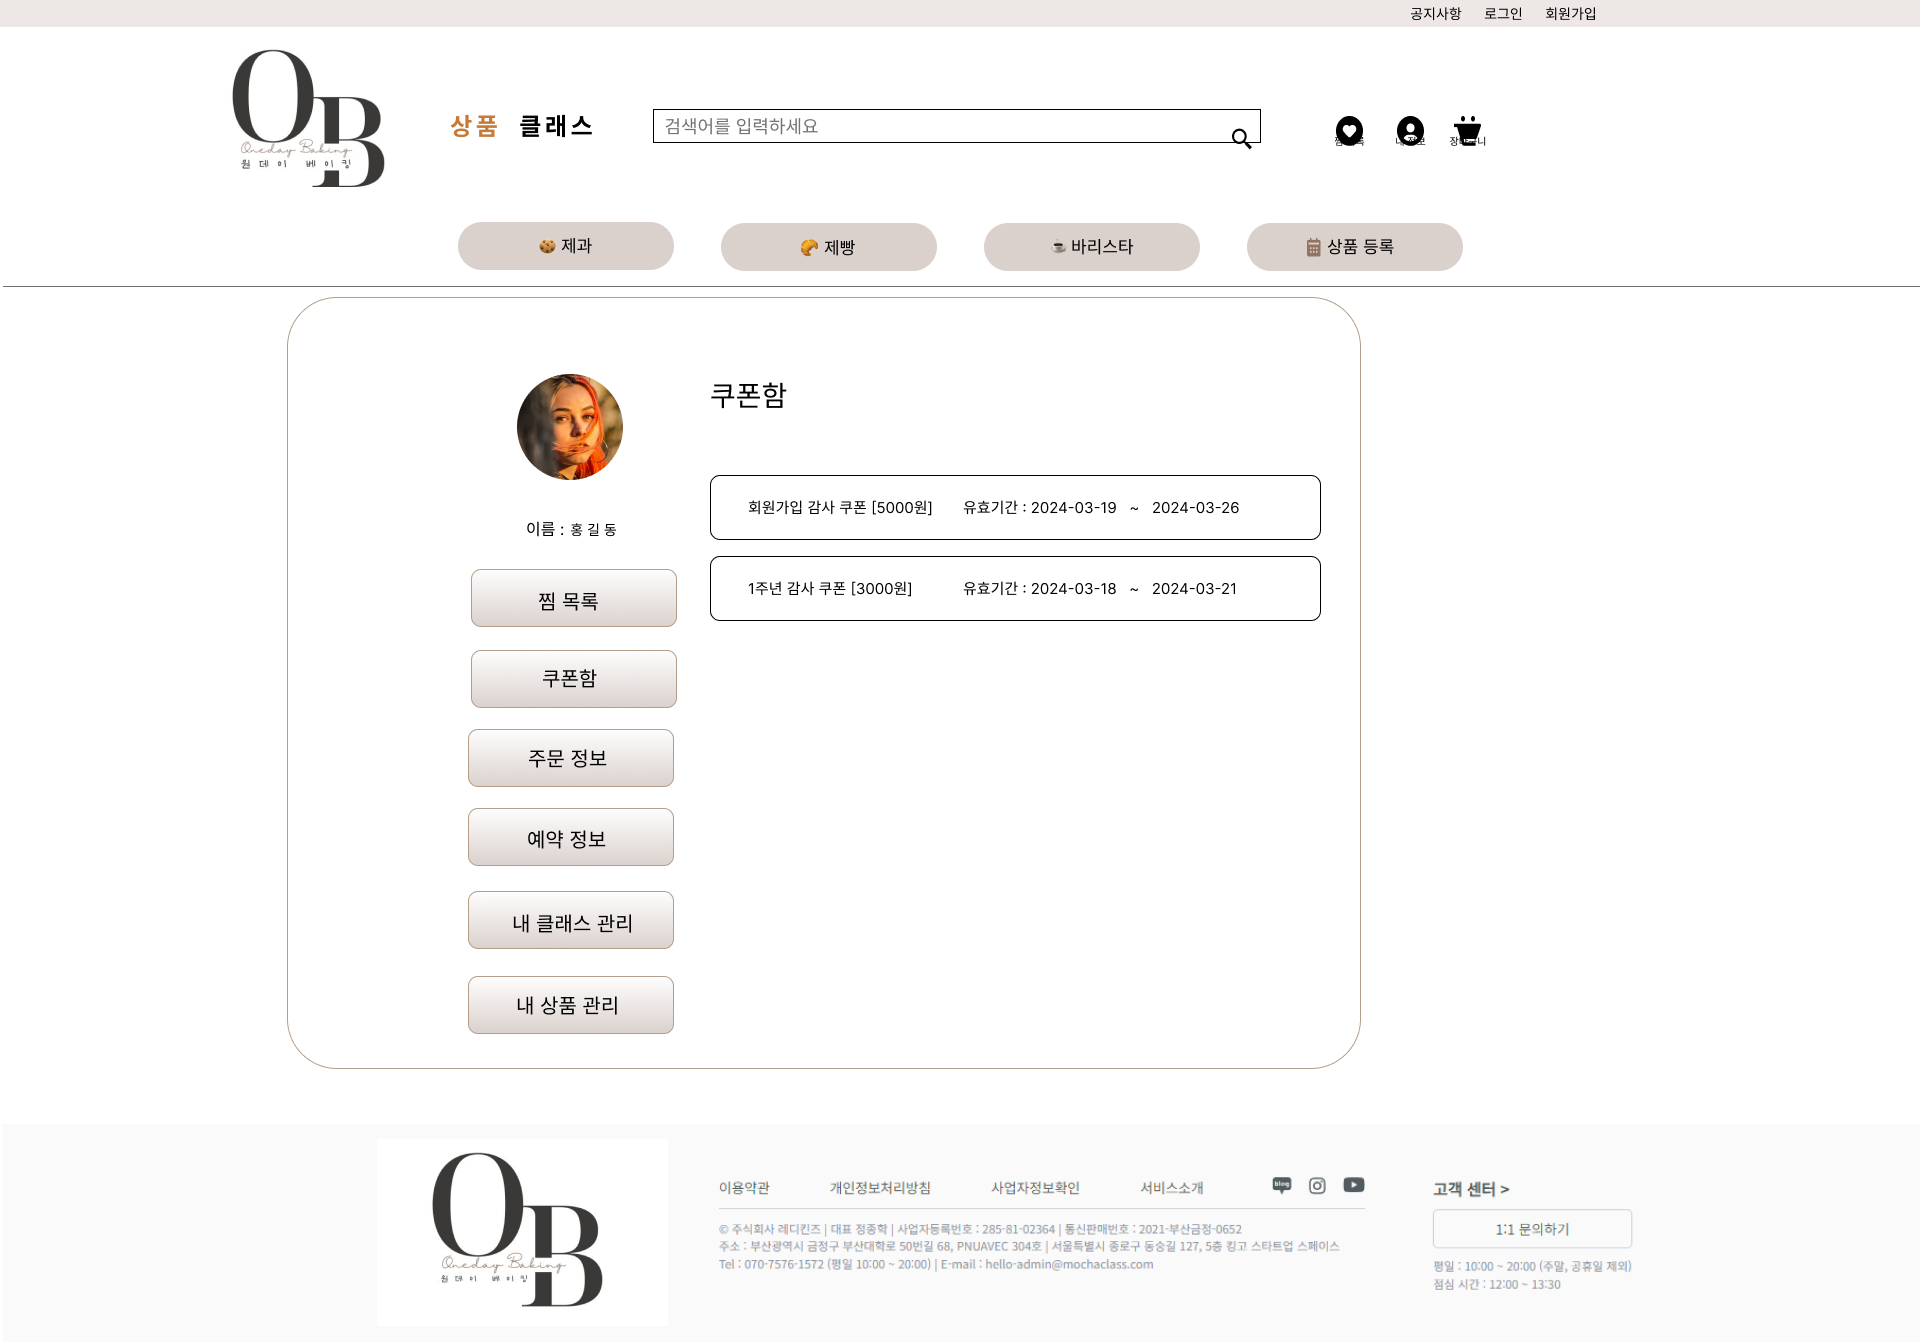 공지사항 로그인 회원가입
OB
Oneday Baking
원데이 베이킹
상품 클래스
검색어를 입력하세요
제과
제빵
바리스타
상품 등록
쿠폰함
회원가입 감사 쿠폰 [5000원] 유효기간 : 2024-03-19 ~ 2024-03-26
1주년 감사 쿠폰 [3000원] 유효기간 : 2024-03-18 ~ 2024-03-21
이름 : 홍 길 동
찜 목록
쿠폰함
주문 정보
예약 정보
내 클래스 관리
내 상품 관리
OB
Oneday Baking
원데이 베이킹
이용약관 개인정보처리방침 사업자정보확인 서비스소개
blog
© 주식회사 레디킨즈 | 대표 정종학 | 사업자등록번호 : 285-81-02364 | 통신판매번호 : 2021-부산금정-0652
주소 : 부산광역시 금정구 부산대학로 50번길 68, PNUAVEC 304호 | 서울특별시 종로구 동숭길 127, 5층 킹고 스타트업 스페이스
Tel : 070-7576-1572 (평일 10:00 ~ 20:00) | E-mail : hello-admin@mochaclass.com
고객 센터 >
1:1 문의하기
평일 : 10:00 ~ 20:00 (주말, 공휴일 제외)
점심 시간 : 12:00 ~ 13:30